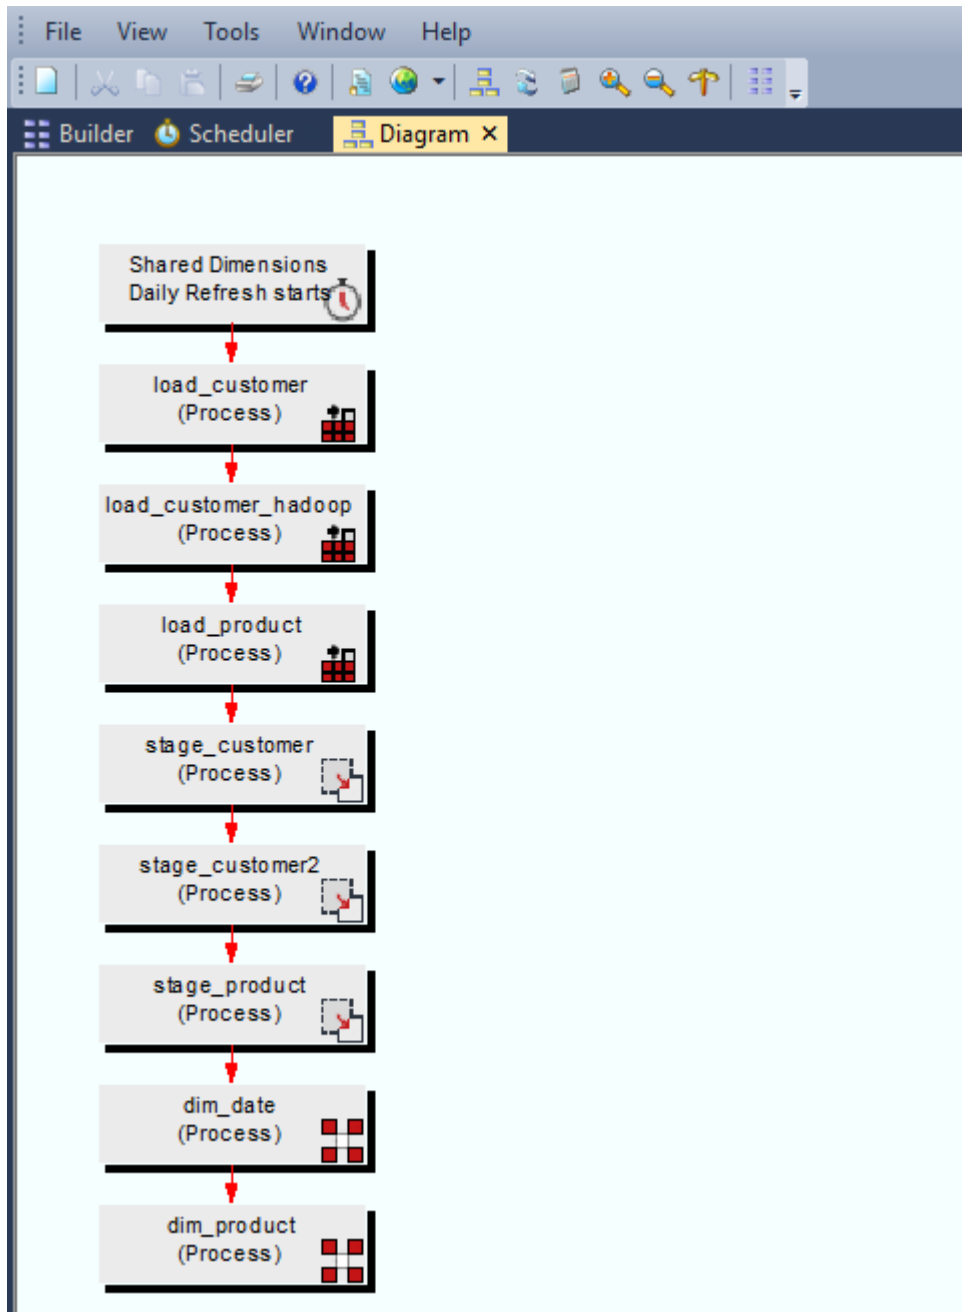 File View Tools Window Help
Builder Scheduler Diagram
Shared Dimensions
Daily Refresh starts
load_customer
(Process)
load_customer_hadoop
(Process)
load_product
(Process)
stage_customer
(Process)
stage_customer2
(Process)
stage_product
(Process)
dim_date
(Process)
dim_product
(Process)